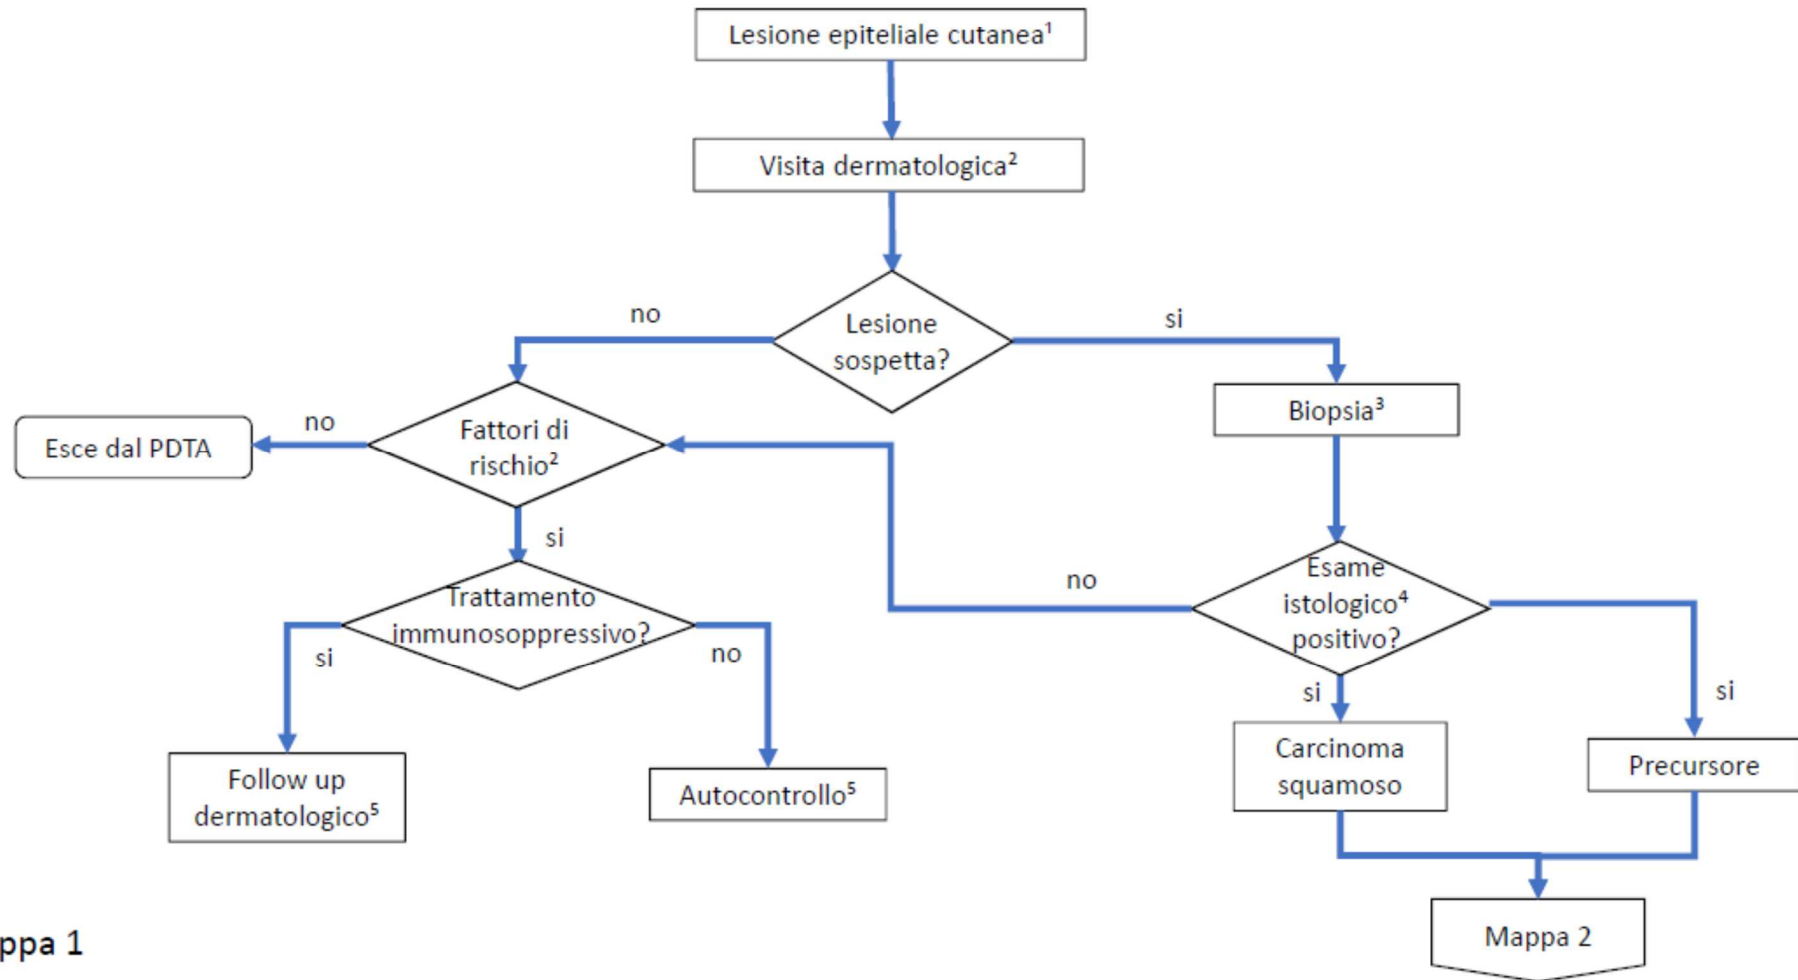 Lesione epiteliale cutanea¹
Visita dermatologica²
Lesione
sospetta?
no
si
Biopsia³
Fattori di
rischio²
no
Esce dal PDTA
si
Trattamento
immunosoppressivo?
si
no
Follow up
dermatologico⁵
Autocontrollo⁵
Esame
istologico⁴
positivo?
no
si
si
Carcinoma
squamoso
Precursore
Mappa 2
ppa 1